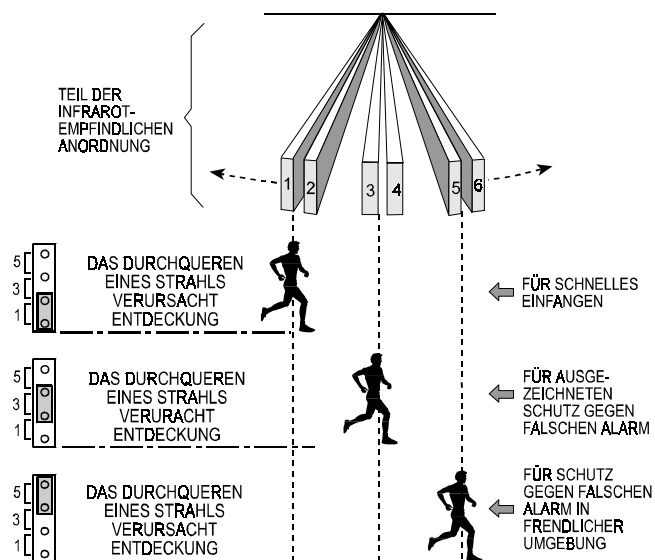 TEIL DER
INFRAROT-
EMPFINDLICHEN
ANORDNUNG
1 2 3 4 5 6
5
3
1
DAS DURCHQUEREN
EINES STRAHLS
VERURSACHT
ENTDECKUNG
FÜR SCHNELLES
EINFANGEN
5
3
1
DAS DURCHQUEREN
EINES STRAHLS
VERURACHT
ENTDECKUNG
FÜR AUSGE-
ZEICHNETEN
SCHUTZ GEGEN
FALSCHEN ALARM
5
3
1
DAS DURCHQUEREN
EINES STRAHLS
VERURSACHT
ENTDECKUNG
FÜR SCHUTZ
GEGEN FALSCHEN
ALARM IN
FRENDLICHER
UMGEBUNG